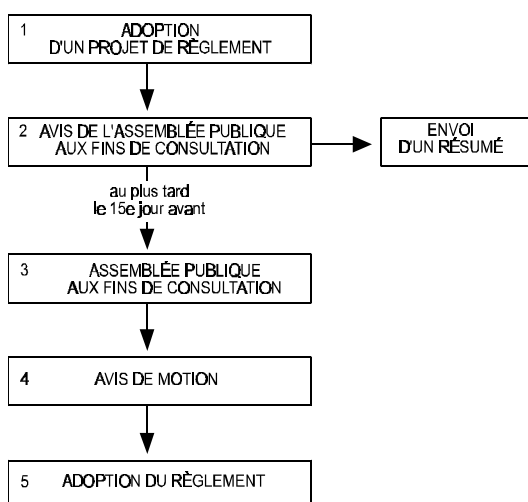 1 ADOPTION
D'UN PROJET DE RÈGLEMENT
2 AVIS DE L'ASSEMBLÉE PUBLIQUE
AUX FINS DE CONSULTATION
ENVOI
D'UN RÉSUMÉ
au plus tard
le 15e jour avant
3 ASSEMBLÉE PUBLIQUE
AUX FINS DE CONSULTATION
4 AVIS DE MOTION
5 ADOPTION DU RÈGLEMENT